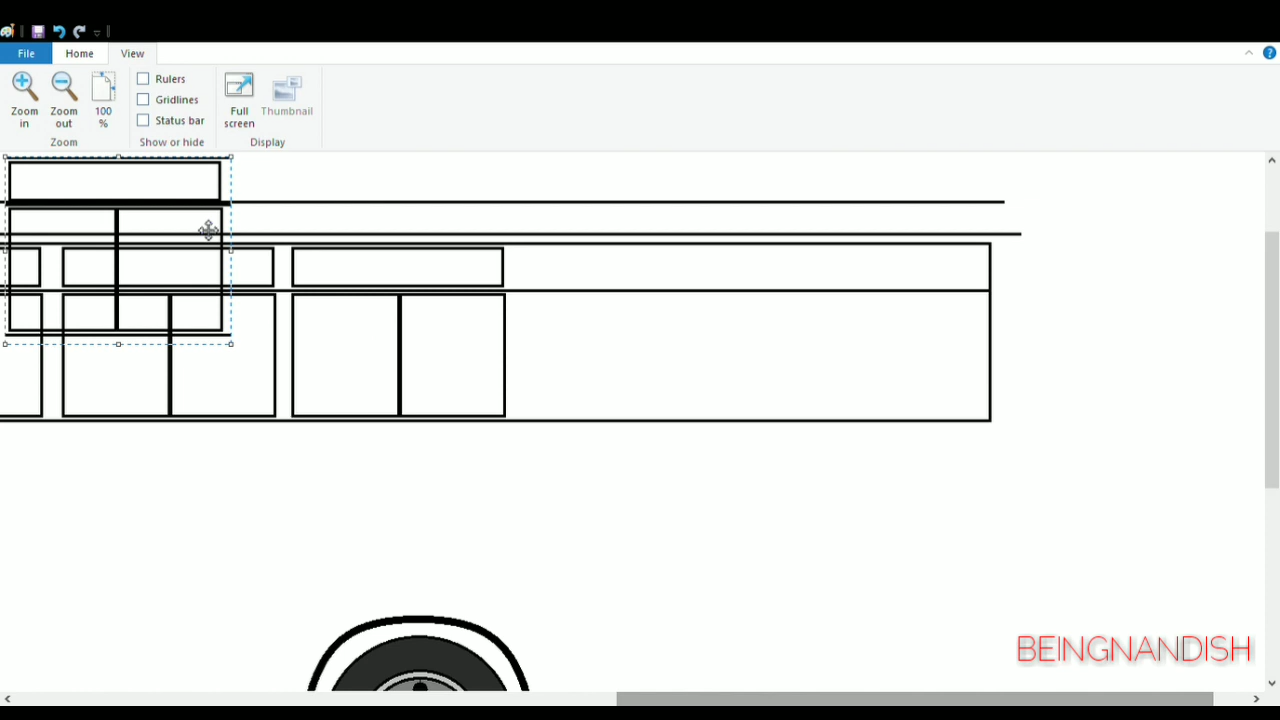 File Home View
Rulers
Gridlines
Status bar
Zoom in
Zoom out
100 %
Full screen
Thumbnail
Zoom
Show or hide
Display
BEINGNANDISH